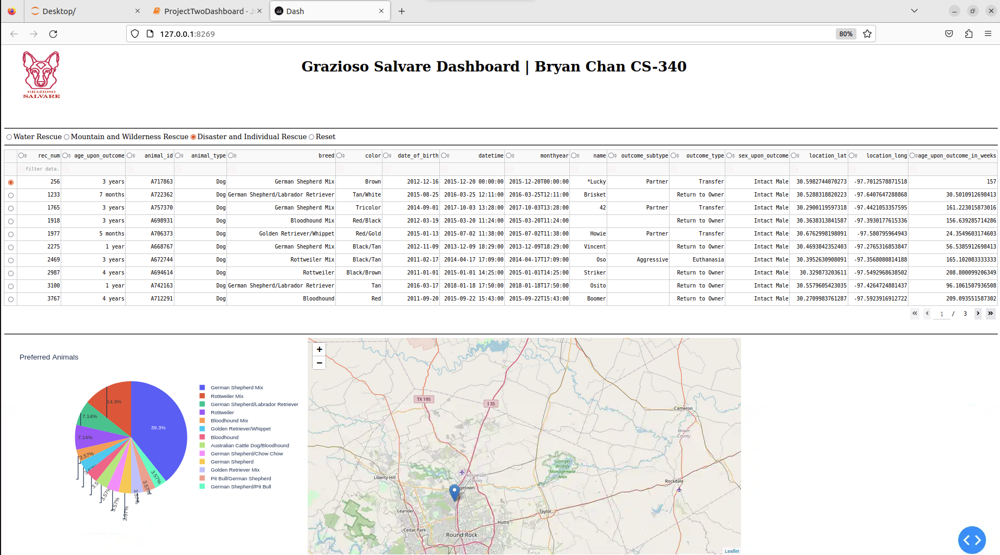 Desktop/
ProjectTwoDashboard - J
Dash
127.0.0.1:8269
80%
GRAZIOSO
SALVARE
Grazioso Salvare Dashboard | Bryan Chan CS-340
Water Rescue Mountain and Wilderness Rescue Disaster and Individual Rescue Reset
rec_num age_upon_outcome animal_id animal_type breed color date_of_birth datetime monthyear name outcome_subtype outcome_type sex_upon_outcome location_lat location_long age_upon_outcome_in_weeks
filter data.
256 3 years A717863 Dog German Shepherd Mix Brown 2012-12-16 2015-12-20 00:00:00 2015-12-20T00:00:00 *Lucky Partner Transfer Intact Male 30.5982744070273 -97.7012578871518 157
1233 7 months A722362 Dog German Shepherd/Labrador Retriever Tan/White 2015-08-25 2016-03-25 12:11:00 2016-03-25T12:11:00 Brisket Return to Owner Intact Male 30.5288318820223 -97.6407647288868 30.5010912698413
1765 3 years A757370 Dog German Shepherd Mix Tricolor 2014-09-01 2017-10-03 13:28:00 2017-10-03T13:28:00 42 Partner Transfer Intact Male 30.2900119597318 -97.4421053357595 161.223015873016
1918 3 years A698931 Dog Bloodhound Mix Red/Black 2012-03-19 2015-03-20 11:24:00 2015-03-20T11:24:00 Return to Owner Intact Male 30.3638313841587 -97.3930177615336 156.639285714286
1977 5 months A706373 Dog Golden Retriever/Whippet Red/Gold 2015-01-13 2015-07-02 11:38:00 2015-07-02T11:38:00 Howie Partner Transfer Intact Male 30.6762998198091 -97.580795964943 24.3549603174603
2275 1 year A668767 Dog German Shepherd Mix Black/Tan 2012-11-09 2013-12-09 18:29:00 2013-12-09T18:29:00 Vincent Return to Owner Intact Male 30.4693842352403 -97.2765316853847 56.5385912698413
2469 3 years A672744 Dog Rottweiler Mix Black/Tan 2011-02-17 2014-04-17 17:09:00 2014-04-17T17:09:00 Oso Aggressive Euthanasia Intact Male 30.3952630908091 -97.3568080814188 165.102083333333
2987 4 years A694614 Dog Rottweiler Black/Brown 2011-01-01 2015-01-01 14:25:00 2015-01-01T14:25:00 Striker Return to Owner Intact Male 30.329873203611 -97.5492968638502 208.800099206349
3100 1 year A742163 Dog German Shepherd/Labrador Retriever Tan 2016-03-17 2018-01-18 17:50:00 2018-01-18T17:50:00 Osito Return to Owner Intact Male 30.5579605423035 -97.4264724881437 96.1061507936508
3767 4 years A712291 Dog Bloodhound Red 2011-09-20 2015-09-22 15:43:00 2015-09-22T15:43:00 Boomer Return to Owner Intact Male 30.2709983761287 -97.5923916912722 209.093551587302
« ‹ 1 / 3 › »
Preferred Animals
39.3%
14.3%
7.14%
7.14%
3.57%
3.57%
3.57%
3.57%
3.57%
3.57%
3.57%
German Shepherd Mix
Rottweiler Mix
German Shepherd/Labrador Retriever
Rottweiler
Bloodhound Mix
Golden Retriever/Whippet
Bloodhound
Australian Cattle Dog/Bloodhound
German Shepherd/Chow Chow
German Shepherd
Golden Retriever Mix
Pit Bull/German Shepherd
German Shepherd/Pit Bull
+
−
TX 195
I 35
Cameron
Milam
County
Granger
Wildlife
Management
Area
Liberty Hill
Williamson
County
Rockdale
getown
Leander
Taylor
Hutto
Cedar Park
Round Rock
Leaflet